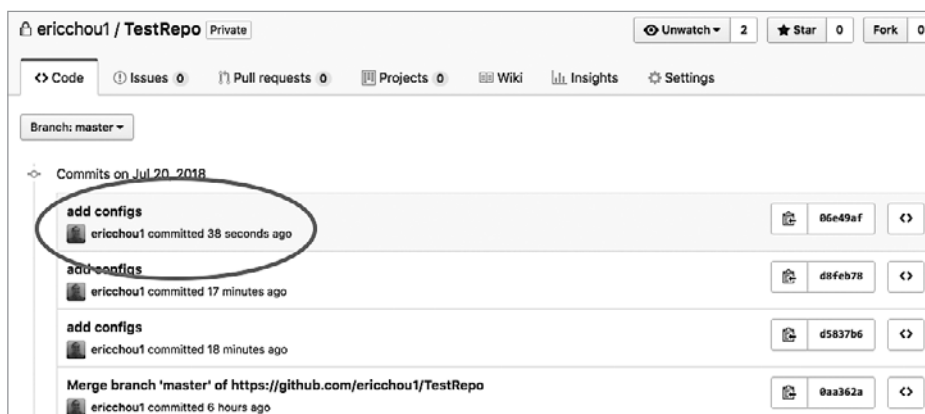 ericchou1 / TestRepo Private
Unwatch 2 Star 0 Fork 0
Code Issues 0 Pull requests 0 Projects 0 Wiki Insights Settings
Branch: master
Commits on Jul 20, 2018
add configs
06e49af
ericchou1 committed 38 seconds ago
add configs
d8feb78
ericchou1 committed 17 minutes ago
add configs
d5837b6
ericchou1 committed 18 minutes ago
Merge branch 'master' of https://github.com/ericchou1/TestRepo
0aa362a
ericchou1 committed 6 hours ago